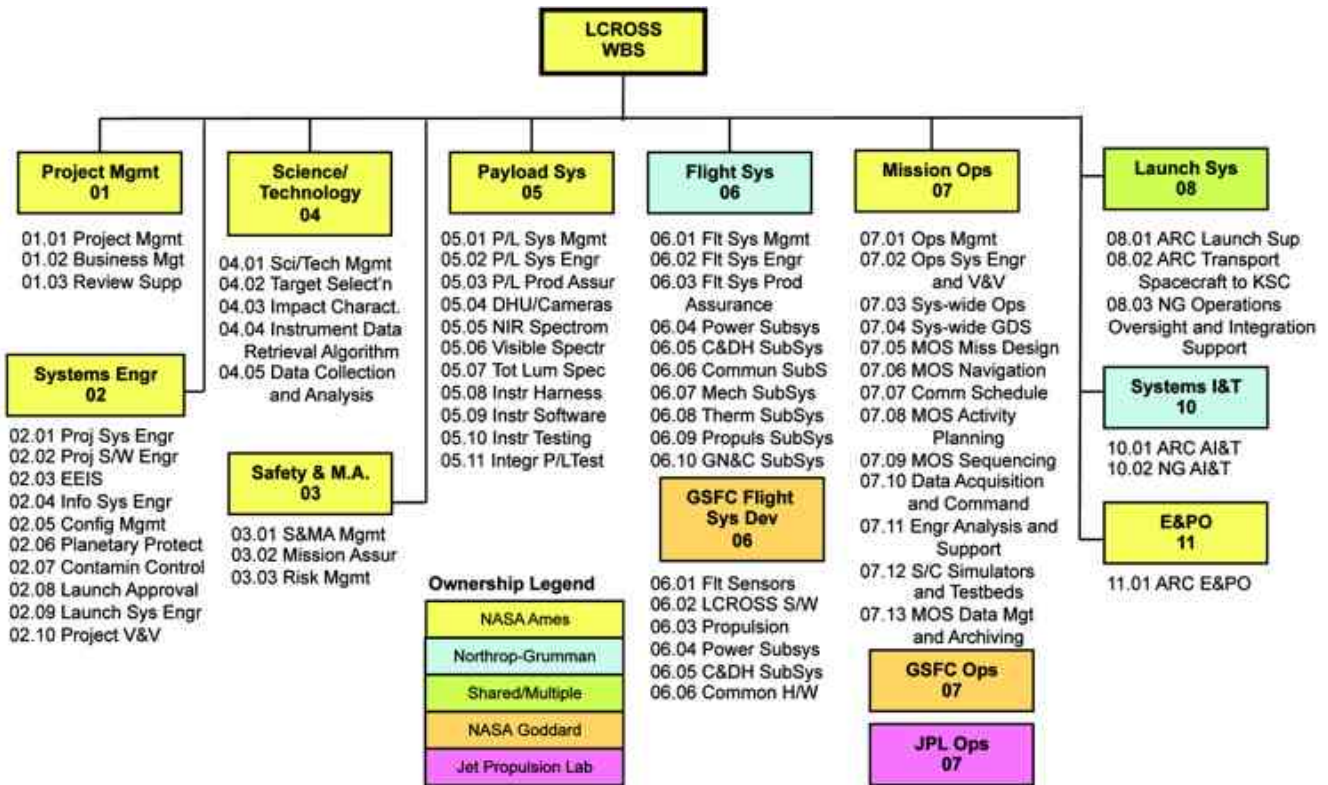 LCROSS
WBS
Project Mgmt
01
01.01 Project Mgmt
01.02 Business Mgt
01.03 Review Supp
Systems Engr
02
02.01 Proj Sys Engr
02.02 Proj S/W Engr
02.03 EEIS
02.04 Info Sys Engr
02.05 Config Mgmt
02.06 Planetary Protect
02.07 Contamin Control
02.08 Launch Approval
02.09 Launch Sys Engr
02.10 Project V&V
Science/
Technology
04
04.01 Sci/Tech Mgmt
04.02 Target Select'n
04.03 Impact Charact.
04.04 Instrument Data
Retrieval Algorithm
04.05 Data Collection
and Analysis
Safety & M.A.
03
03.01 S&MA Mgmt
03.02 Mission Assur
03.03 Risk Mgmt
Payload Sys
05
05.01 P/L Sys Mgmt
05.02 P/L Sys Engr
05.03 P/L Prod Assur
05.04 DHU/Cameras
05.05 NIR Spectrom
05.06 Visible Spectr
05.07 Tot Lum Spec
05.08 Instr Harness
05.09 Instr Software
05.10 Instr Testing
05.11 Integr P/LTest
Ownership Legend
NASA Ames
Northrop-Grumman
Shared/Multiple
NASA Goddard
Jet Propulsion Lab
Flight Sys
06
06.01 Flt Sys Mgmt
06.02 Flt Sys Engr
06.03 Flt Sys Prod
Assurance
06.04 Power Subsys
06.05 C&DH SubSys
06.06 Commun SubS
06.07 Mech SubSys
06.08 Therm SubSys
06.09 Propuls SubSys
06.10 GN&C SubSys
GSFC Flight
Sys Dev
06
06.01 Flt Sensors
06.02 LCROSS S/W
06.03 Propulsion
06.04 Power Subsys
06.05 C&DH SubSys
06.06 Common H/W
Mission Ops
07
07.01 Ops Mgmt
07.02 Ops Sys Engr
and V&V
07.03 Sys-wide Ops
07.04 Sys-wide GDS
07.05 MOS Miss Design
07.06 MOS Navigation
07.07 Comm Schedule
07.08 MOS Activity
Planning
07.09 MOS Sequencing
07.10 Data Acquisition
and Command
07.11 Engr Analysis and
Support
07.12 S/C Simulators
and Testbeds
07.13 MOS Data Mgt
and Archiving
GSFC Ops
07
JPL Ops
07
Launch Sys
08
08.01 ARC Launch Sup
08.02 ARC Transport
Spacecraft to KSC
08.03 NG Operations
Oversight and Integration
Support
Systems I&T
10
10.01 ARC AI&T
10.02 NG AI&T
E&PO
11
11.01 ARC E&PO